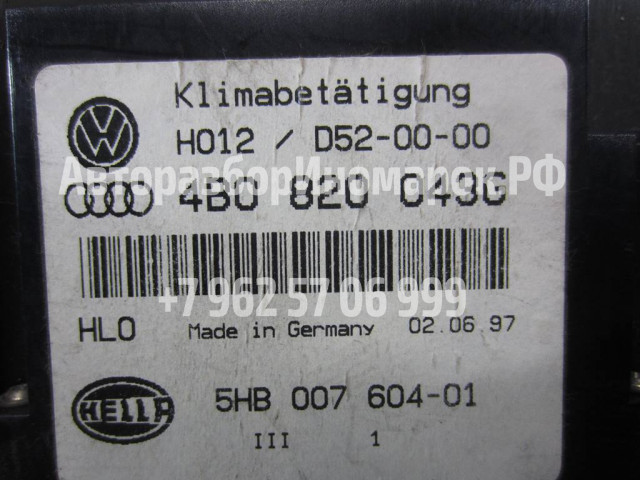 Klimabetätigung
H012 / D52-00-00
АвторазборИномарок.РФ
4B0 820 043G
+7 962 57 06 999
HLO Made in Germany 02.06.97
HELLA 5HB 007 604-01
III 1